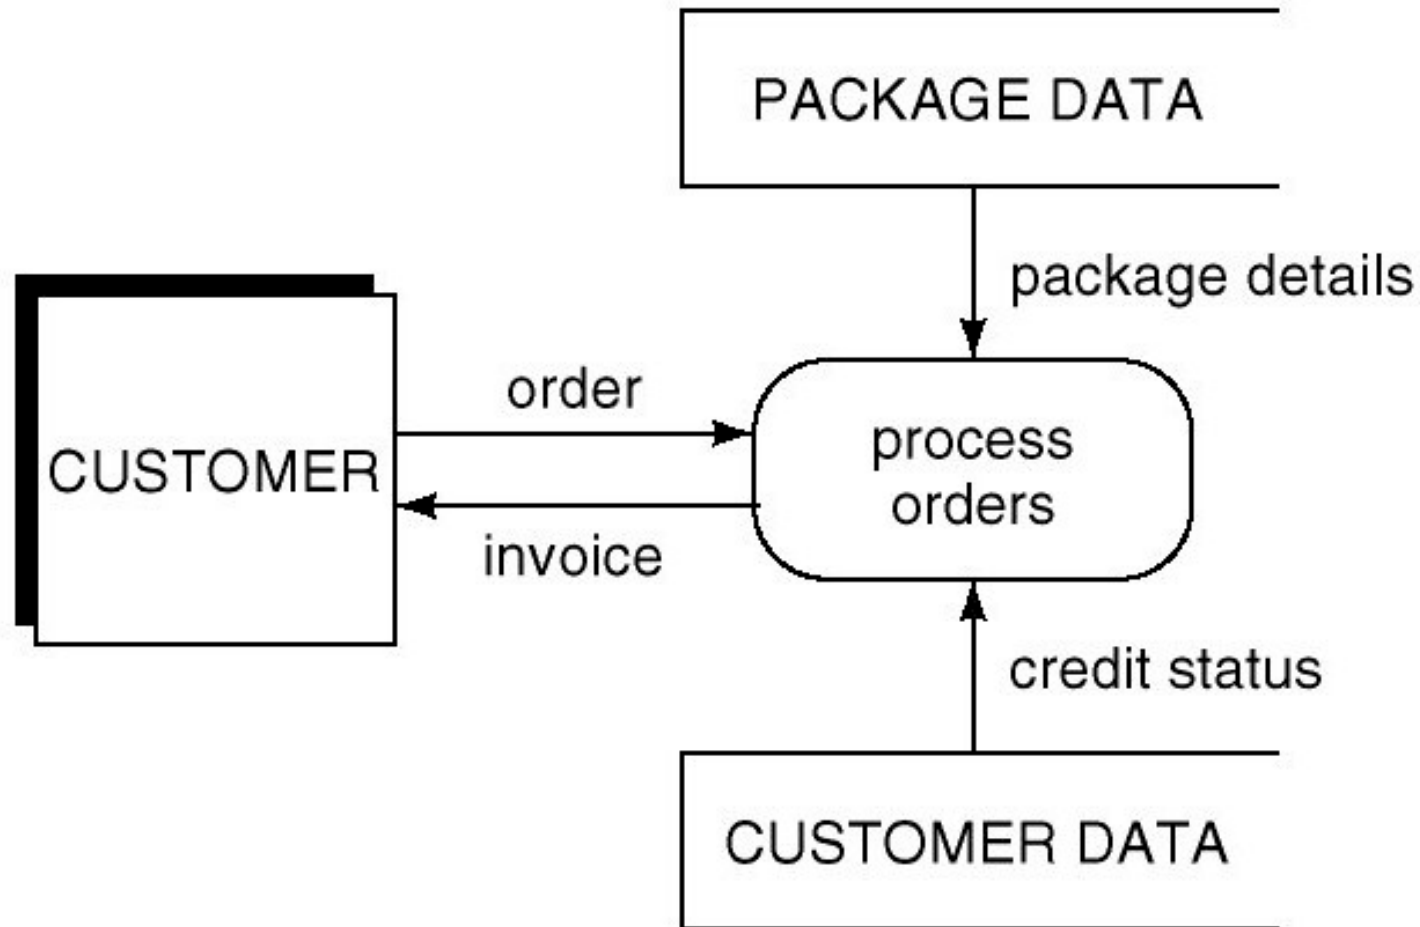 PACKAGE DATA
package details
order
CUSTOMER
process
orders
invoice
credit status
CUSTOMER DATA